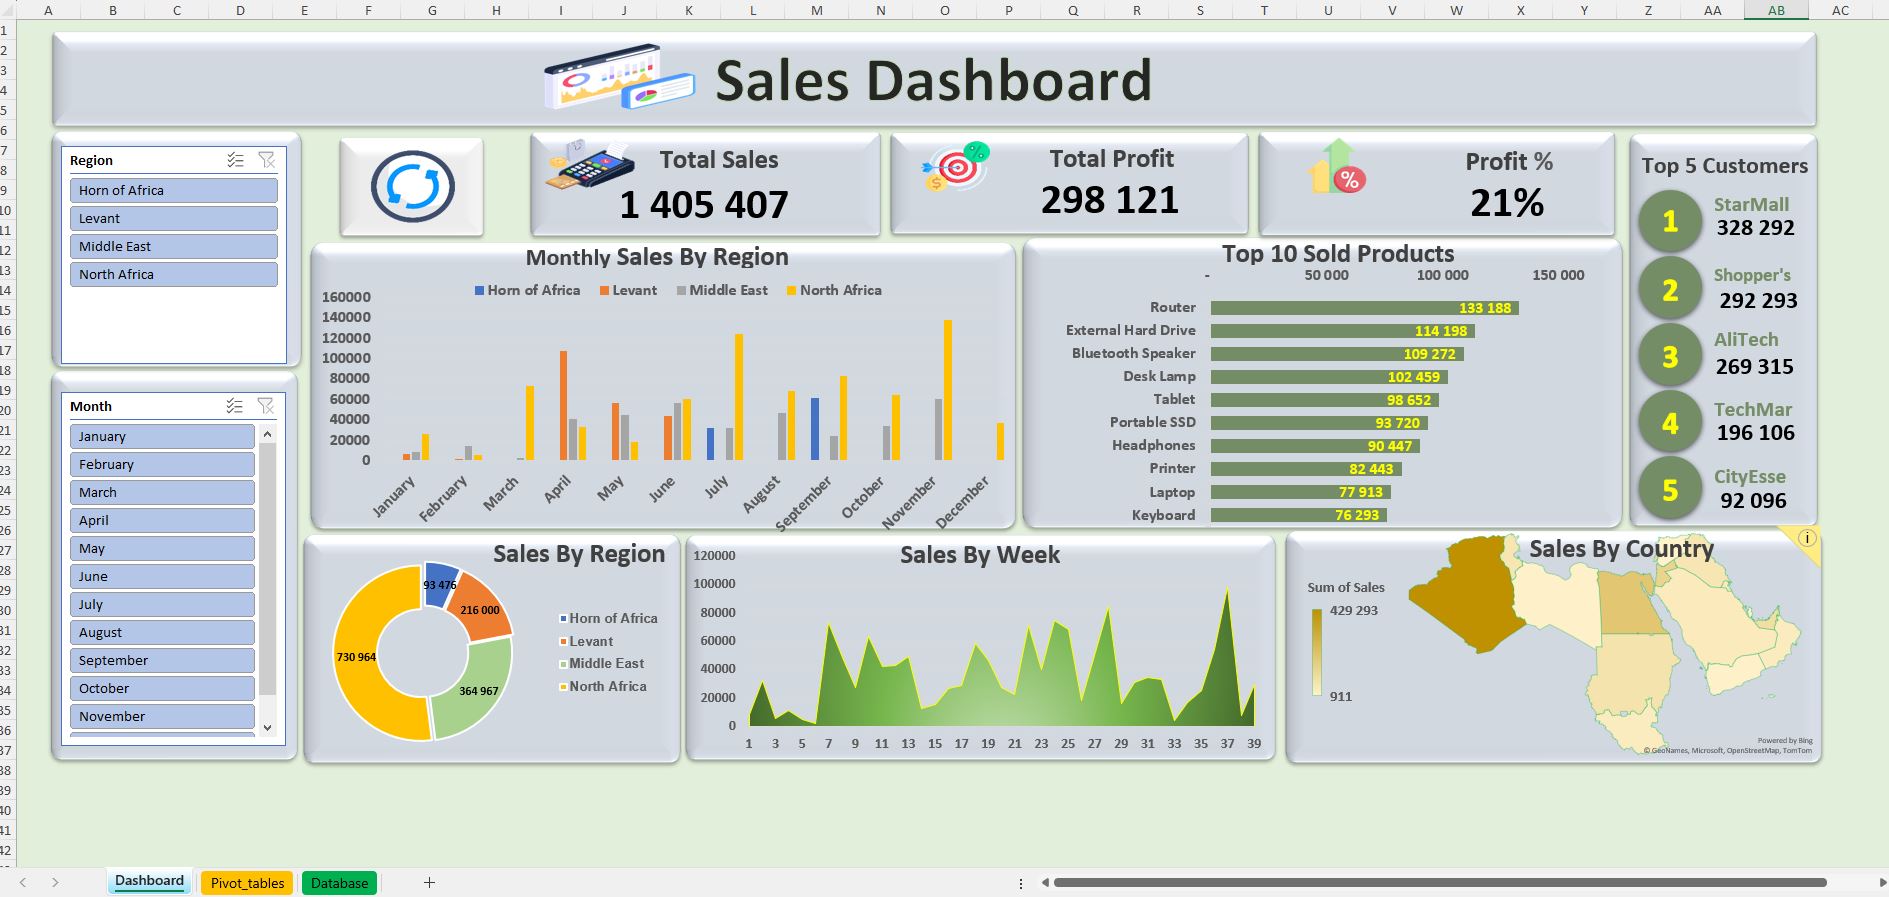 A B C D E F G H I J K L M N O P Q R S T U V W X Y Z AA AB AC
Sales Dashboard
Region
Horn of Africa
Levant
Middle East
North Africa
Month
January
February
March
April
May
June
July
August
September
October
November
Total Sales
1 405 407
Total Profit
298 121
Profit %
21%
Top 5 Customers
1 StarMall
328 292
2 Shopper's
292 293
3 AliTech
269 315
4 TechMar
196 106
5 CityEsse
92 096
Monthly Sales By Region
Horn of Africa Levant Middle East North Africa
160000
140000
120000
100000
80000
60000
40000
20000
0
January February March April May June July August September October November December
Top 10 Sold Products
- 50 000 100 000 150 000
Router 133 188
External Hard Drive 114 198
Bluetooth Speaker 109 272
Desk Lamp 102 459
Tablet 98 652
Portable SSD 93 720
Headphones 90 447
Printer 82 443
Laptop 77 913
Keyboard 76 293
Sales By Region
93 476
216 000
730 964
364 967
Horn of Africa
Levant
Middle East
North Africa
Sales By Week
120000
100000
80000
60000
40000
20000
0
1 3 5 7 9 11 13 15 17 19 21 23 25 27 29 31 33 35 37 39
Sales By Country
Sum of Sales
429 293
911
Powered by Bing
© GeoNames, Microsoft, OpenStreetMap, TomTom
Dashboard Pivot_tables Database